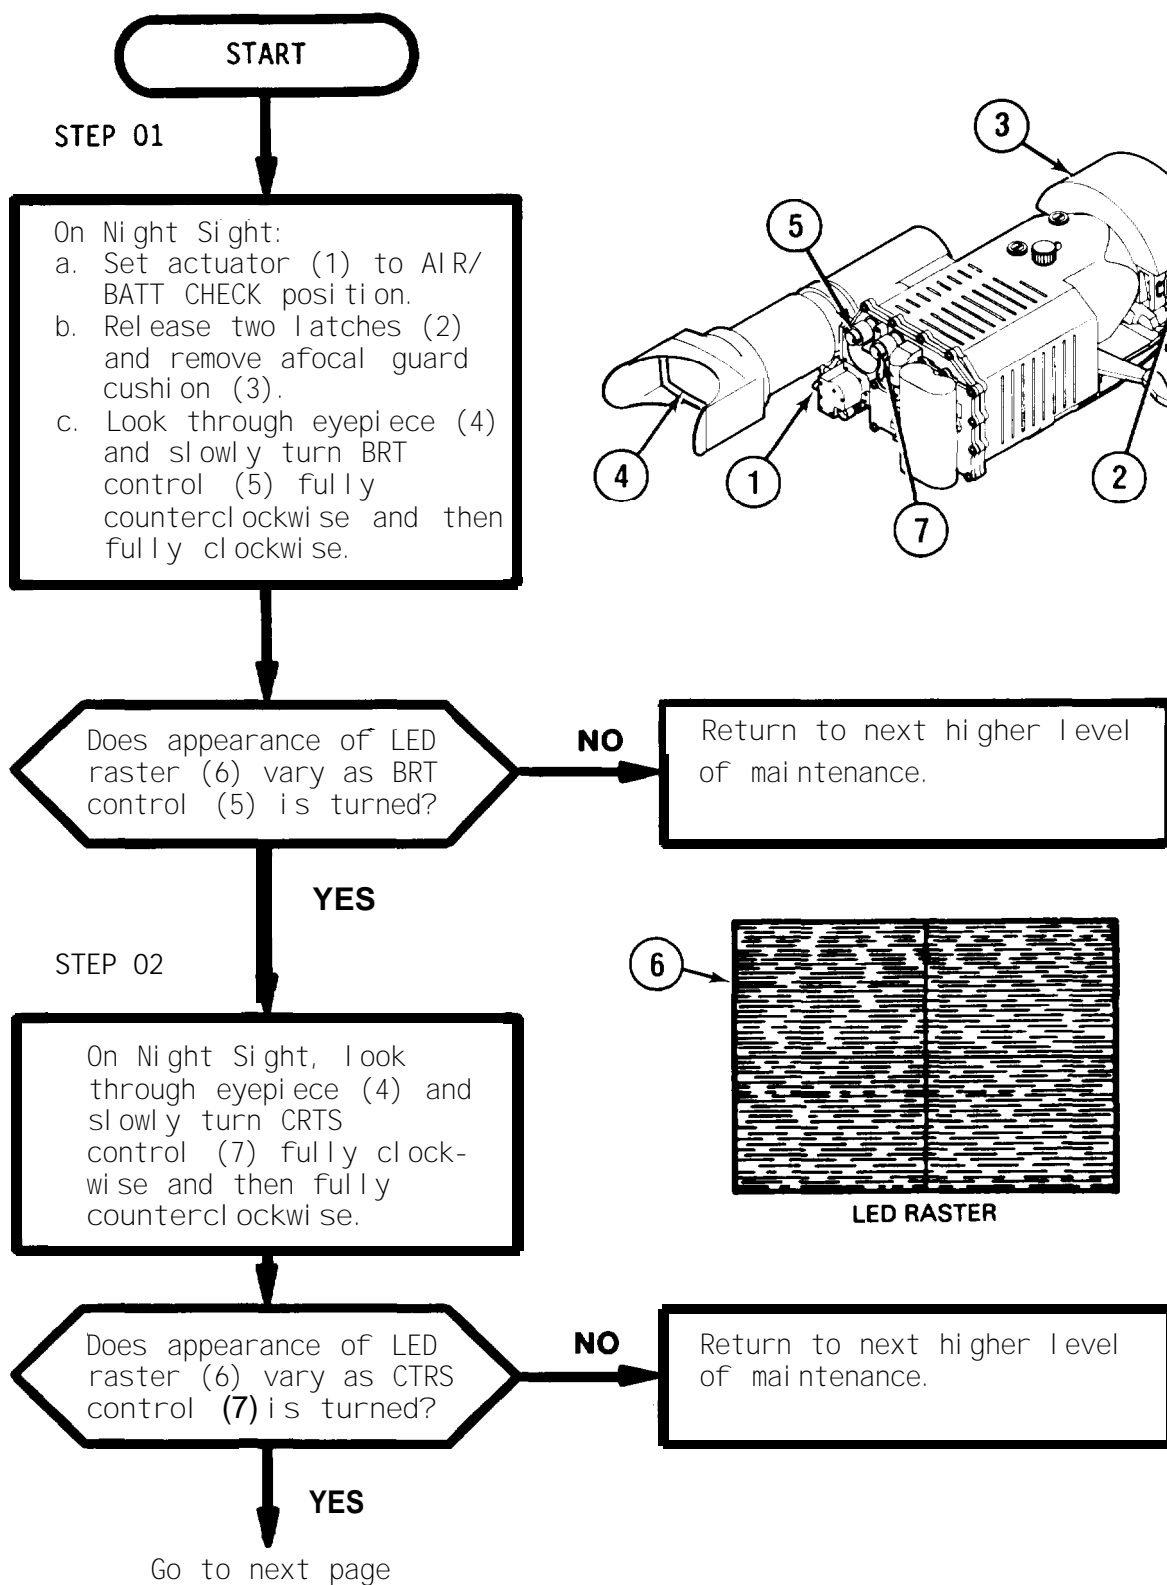 START
STEP 01
On Night Sight:
a. Set actuator (1) to AIR/
BATT CHECK position.
b. Release two latches (2)
and remove afocal guard
cushion (3).
c. Look through eyepiece (4)
and slowly turn BRT
control (5) fully
counterclockwise and then
fully clockwise.
3
5
4
1
7
2
Does appearance of LED
raster (6) vary as BRT
control (5) is turned?
NO
Return to next higher level
of maintenance.
YES
STEP 02
6
LED RASTER
On Night Sight, look
through eyepiece (4) and
slowly turn CRTS
control (7) fully clock-
wise and then fully
counterclockwise.
Does appearance of LED
raster (6) vary as CTRS
control (7) is turned?
NO
Return to next higher level
of maintenance.
YES
Go to next page